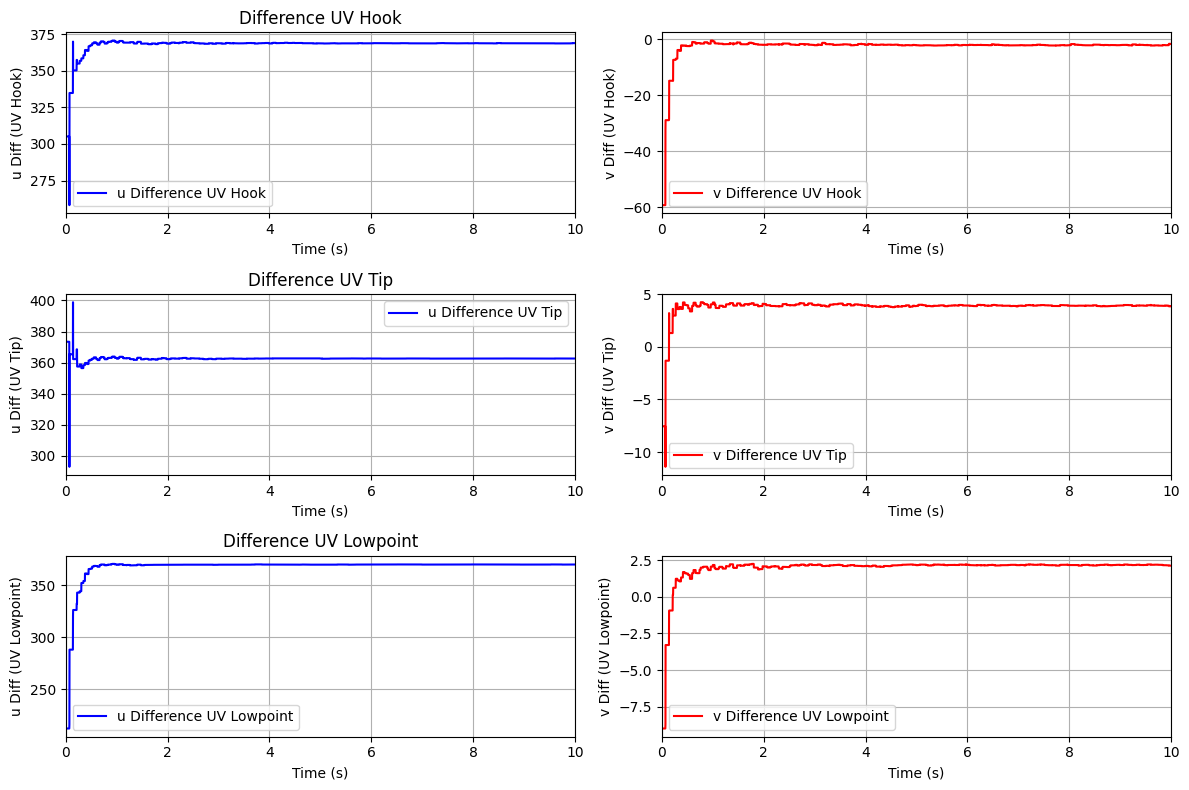 Difference UV Hook
u Diff (UV Hook)
375
350
325
300
275
u Difference UV Hook
0 2 4 6 8 10
Time (s)
v Diff (UV Hook)
0
−20
−40
−60
v Difference UV Hook
0 2 4 6 8 10
Time (s)
Difference UV Tip
u Diff (UV Tip)
400
380
360
340
320
300
u Difference UV Tip
0 2 4 6 8 10
Time (s)
v Diff (UV Tip)
5
0
−5
−10
v Difference UV Tip
0 2 4 6 8 10
Time (s)
Difference UV Lowpoint
u Diff (UV Lowpoint)
350
300
250
u Difference UV Lowpoint
0 2 4 6 8 10
Time (s)
v Diff (UV Lowpoint)
2.5
0.0
−2.5
−5.0
−7.5
v Difference UV Lowpoint
0 2 4 6 8 10
Time (s)